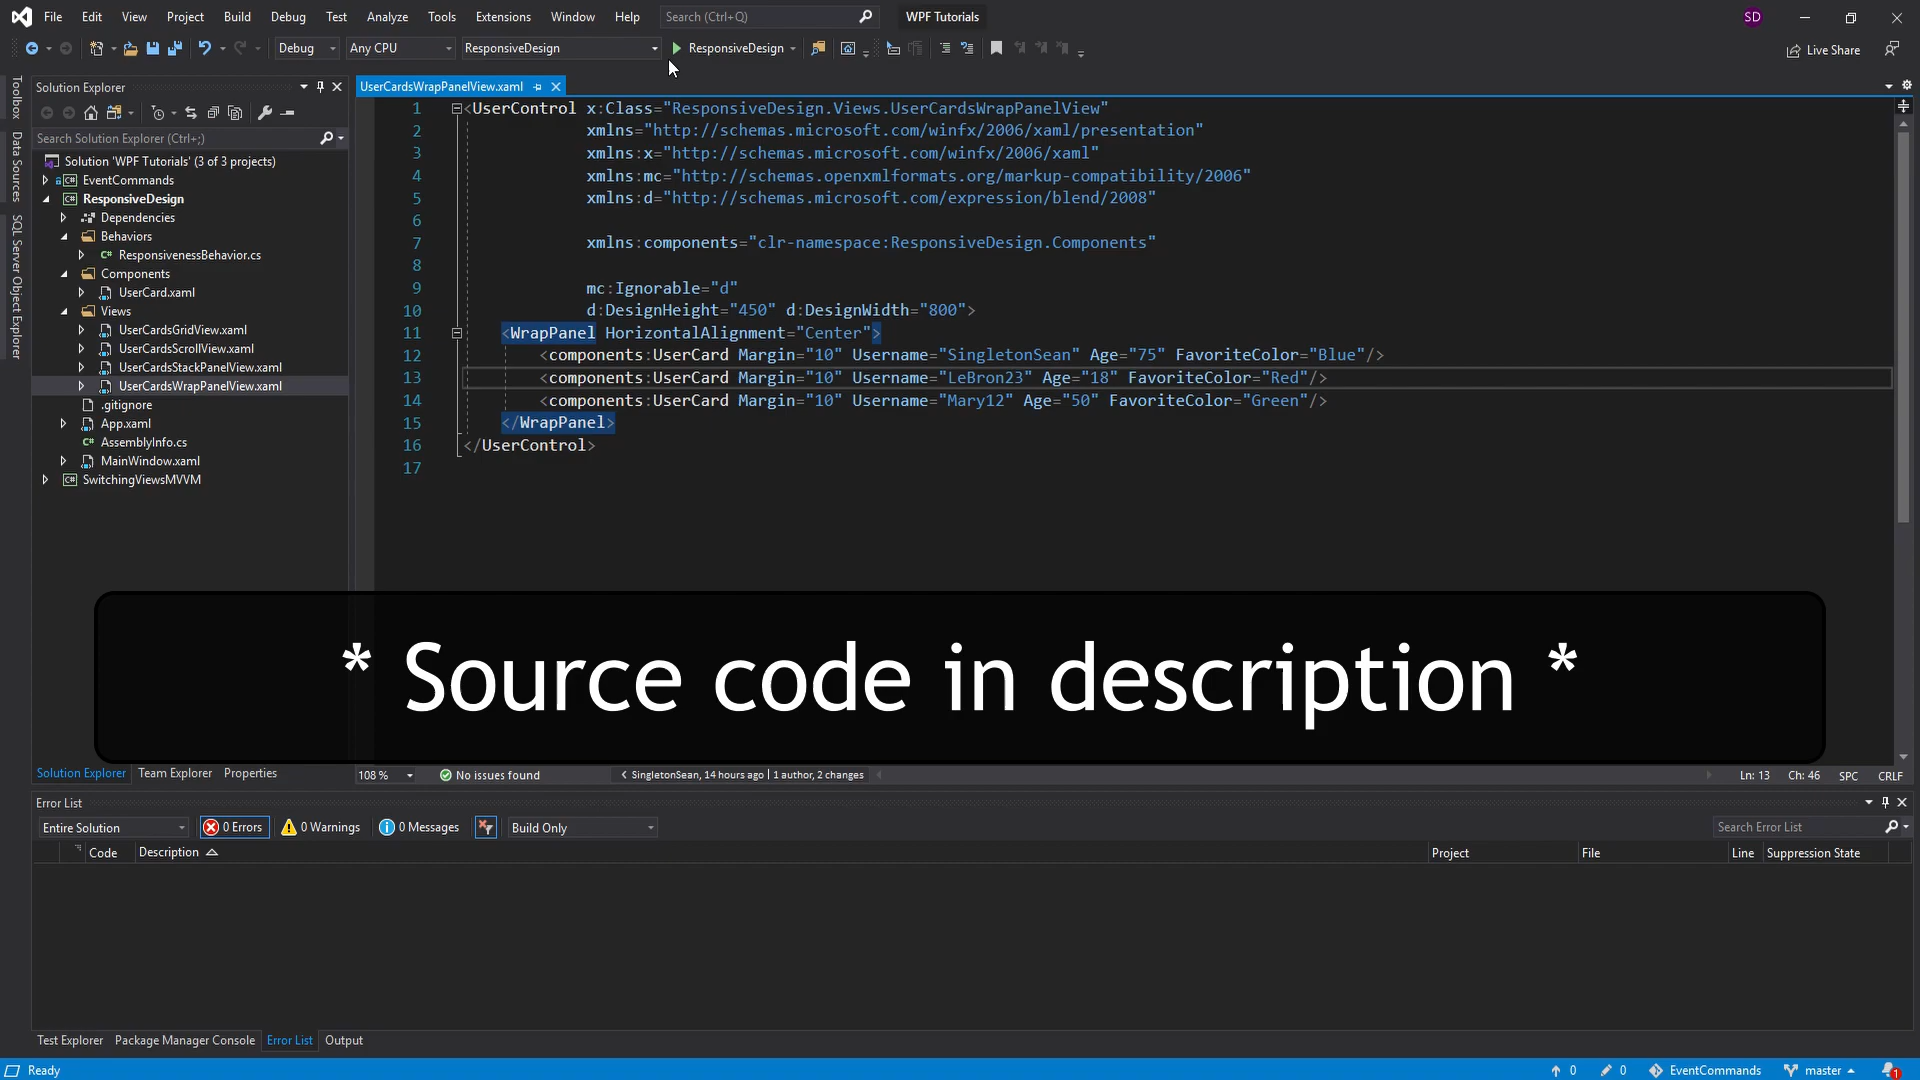 File Edit View Project Build Debug Test Analyze Tools Extensions Window Help Search (Ctrl+Q) WPF Tutorials SD
Debug Any CPU ResponsiveDesign ResponsiveDesign Live Share
Toolbox
Data Sources
SQL Server Object Explorer
Solution Explorer
Search Solution Explorer (Ctrl+;)
Solution 'WPF Tutorials' (3 of 3 projects)
EventCommands
ResponsiveDesign
Dependencies
Behaviors
ResponsivenessBehavior.cs
Components
UserCard.xaml
Views
UserCardsGridView.xaml
UserCardsScrollView.xaml
UserCardsStackPanelView.xaml
UserCardsWrapPanelView.xaml
.gitignore
App.xaml
AssemblyInfo.cs
MainWindow.xaml
SwitchingViewsMVVM
Solution Explorer Team Explorer Properties
UserCardsWrapPanelView.xaml
1 <UserControl x:Class="ResponsiveDesign.Views.UserCardsWrapPanelView"
2 xmlns="http://schemas.microsoft.com/winfx/2006/xaml/presentation"
3 xmlns:x="http://schemas.microsoft.com/winfx/2006/xaml"
4 xmlns:mc="http://schemas.openxmlformats.org/markup-compatibility/2006"
5 xmlns:d="http://schemas.microsoft.com/expression/blend/2008"
6
7 xmlns:components="clr-namespace:ResponsiveDesign.Components"
8
9 mc:Ignorable="d"
10 d:DesignHeight="450" d:DesignWidth="800">
11 <WrapPanel HorizontalAlignment="Center">
12 <components:UserCard Margin="10" Username="SingletonSean" Age="75" FavoriteColor="Blue"/>
13 <components:UserCard Margin="10" Username="LeBron23" Age="18" FavoriteColor="Red"/>
14 <components:UserCard Margin="10" Username="Mary12" Age="50" FavoriteColor="Green"/>
15 </WrapPanel>
16 </UserControl>
17
* Source code in description *
108 % No issues found SingletonSean, 14 hours ago | 1 author, 2 changes Ln: 13 Ch: 46 SPC CRLF
Error List
Entire Solution 0 Errors 0 Warnings 0 Messages Build Only Search Error List
Code Description Project File Line Suppression State
Test Explorer Package Manager Console Error List Output
Ready 0 0 EventCommands master 1